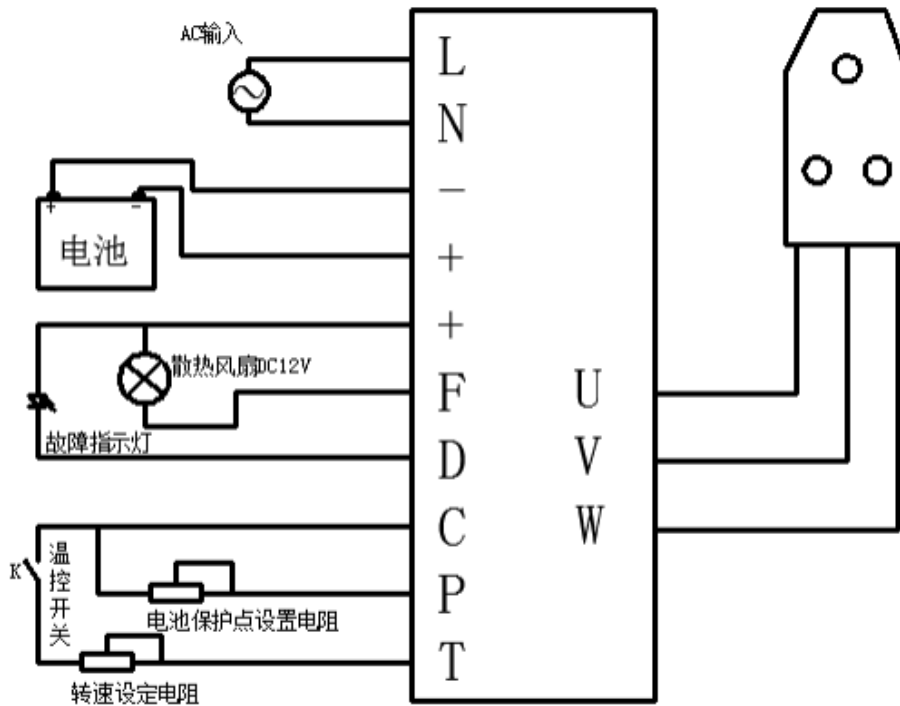 AC输入
L
N
-
+ -
电池
+
+
散热风扇DC12V
F
U
故障指示灯
D
V
C
W
K
温控开关
P
电池保护点设置电阻
T
转速设定电阻